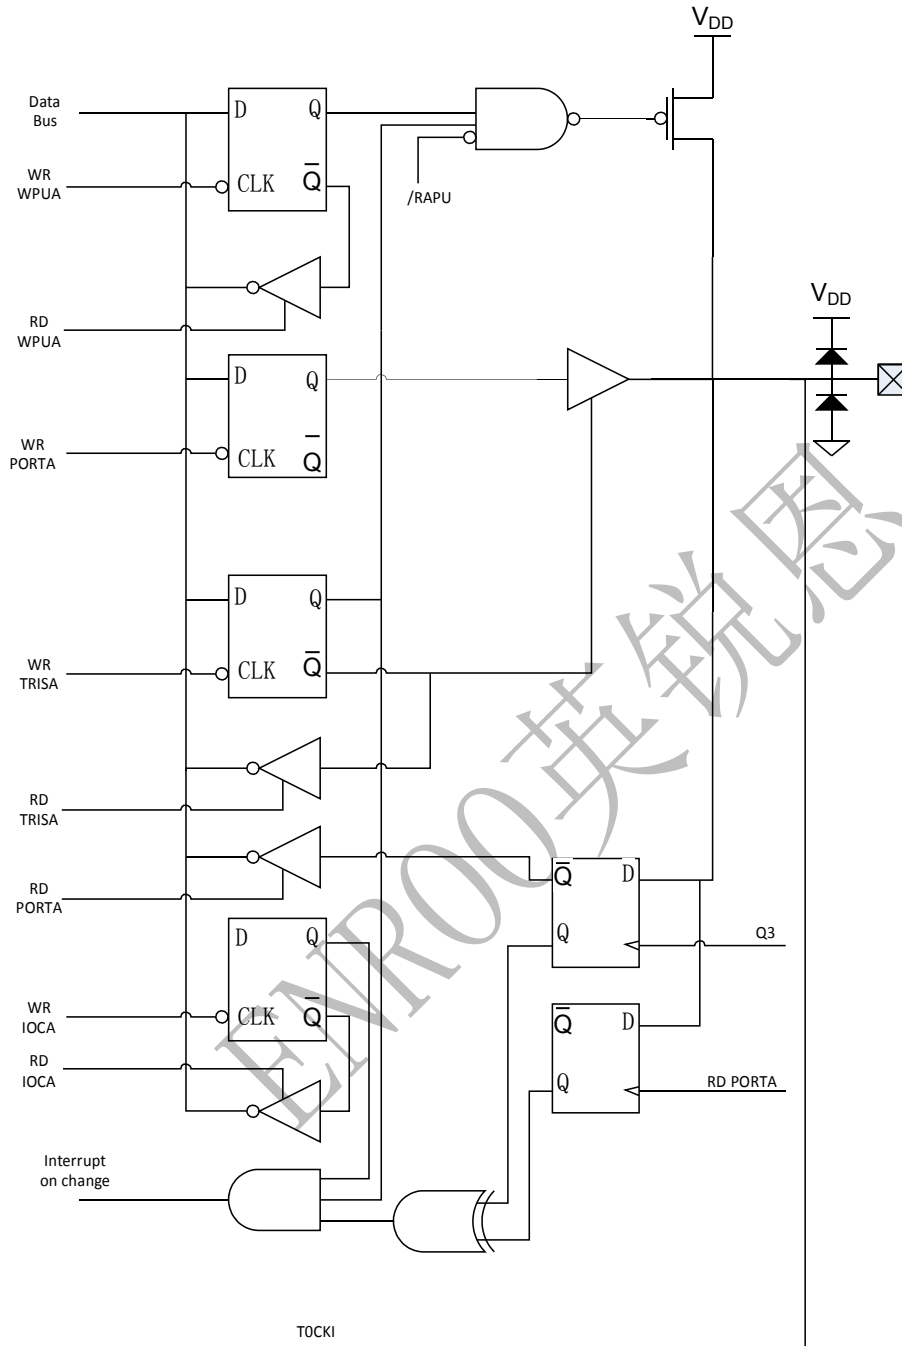 VDD
Data
Bus
D
Q
WR
WPUA
CLK
Q̅
/RAPU
RD
WPUA
VDD
D
Q
WR
PORTA
CLK
Q̅
D
Q
WR
TRISA
CLK
Q̅
RD
TRISA
RD
PORTA
Q̅
D
Q
Q3
D
Q
WR
IOCA
CLK
Q̅
RD
IOCA
Q̅
D
Q
RD PORTA
Interrupt
on change
T0CKI
ENROO英锐恩